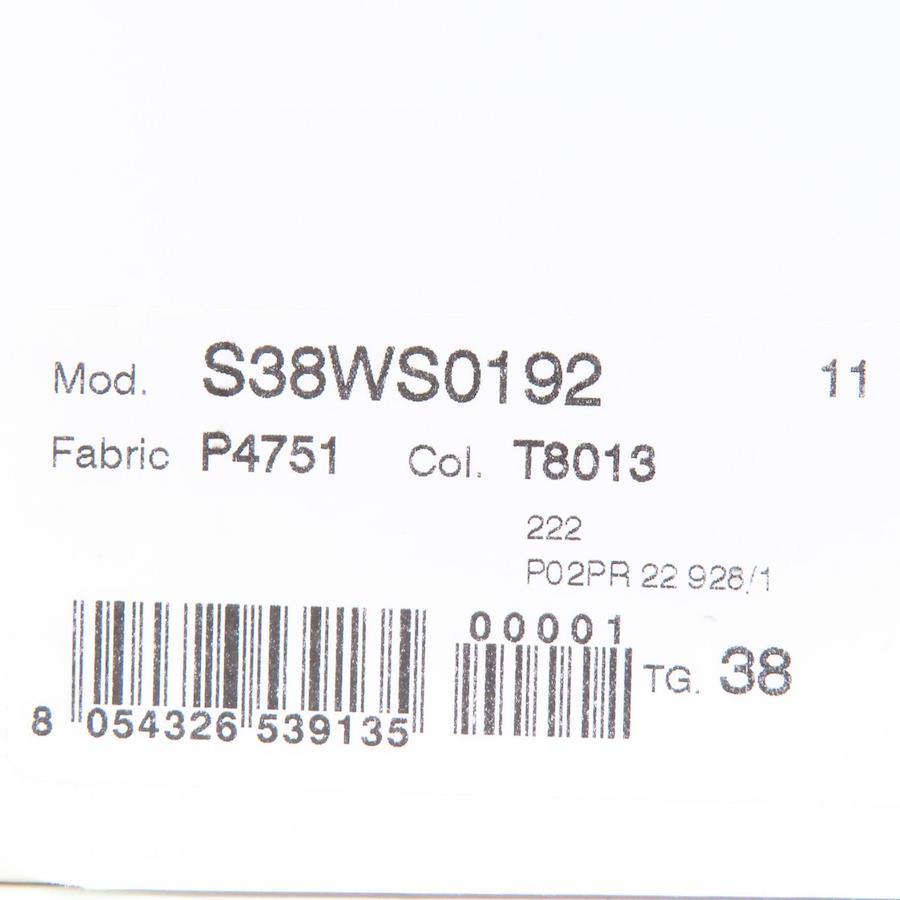 Mod. S38WS0192 11
Fabric P4751 Col. T8013
222
P02PR 22 928/1
00001
TG. 38
8 054326 539135